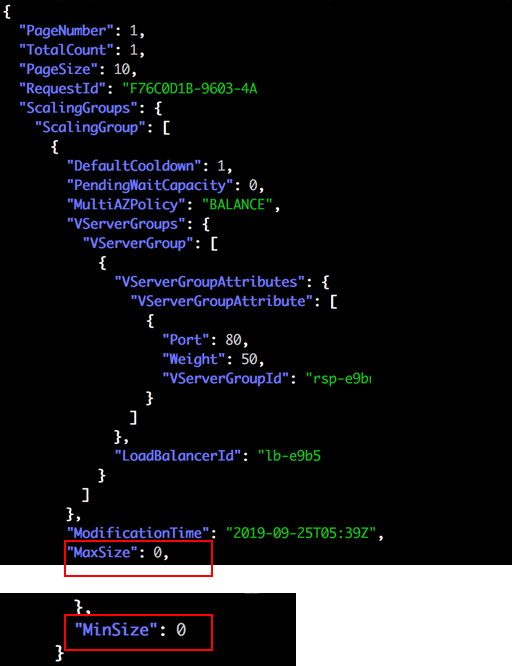 {
"PageNumber": 1,
"TotalCount": 1,
"PageSize": 10,
"RequestId": "F76C0D1B-9603-4A
"ScalingGroups": {
"ScalingGroup": [
{
"DefaultCooldown": 1,
"PendingWaitCapacity": 0,
"MultiAZPolicy": "BALANCE",
"VServerGroups": {
"VServerGroup": [
{
"VServerGroupAttributes": {
"VServerGroupAttribute": [
{
"Port": 80,
"Weight": 50,
"VServerGroupId": "rsp-e9b
}
]
},
"LoadBalancerId": "lb-e9b5
}
]
},
"ModificationTime": "2019-09-25T05:39Z",
"MaxSize": 0,
},
"MinSize": 0
}